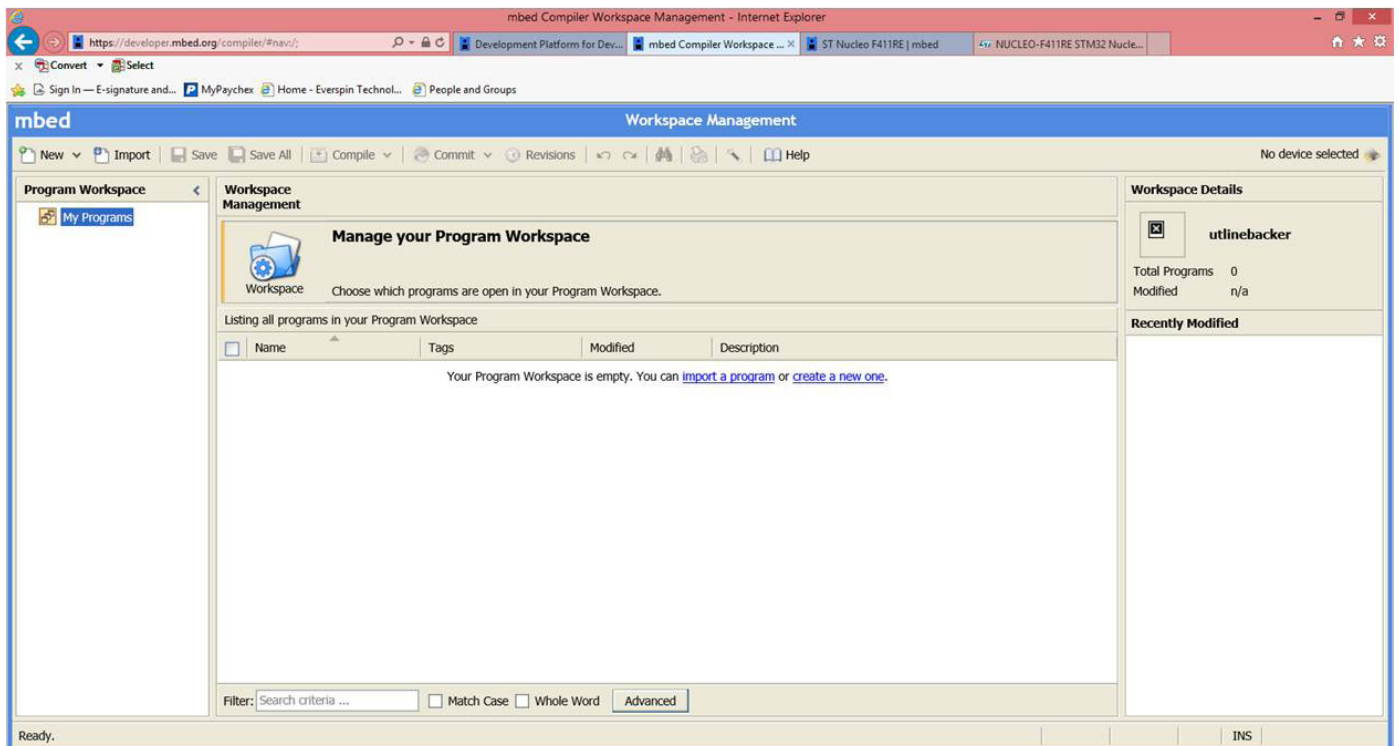 mbed Compiler Workspace Management - Internet Explorer
https://developer.mbed.org/compiler/#nav:/;
Development Platform for Dev...
mbed Compiler Workspace ...
ST Nucleo F411RE | mbed
NUCLEO-F411RE STM32 Nucle...
x Convert Select
Sign In — E-signature and... MyPaychex Home - Everspin Technol... People and Groups
mbed Workspace Management
New Import Save Save All Compile Commit Revisions Help No device selected
Program Workspace
My Programs
Workspace
Management
Workspace
Manage your Program Workspace
Choose which programs are open in your Program Workspace.
Listing all programs in your Program Workspace
Name Tags Modified Description
Your Program Workspace is empty. You can import a program or create a new one.
Filter: Search criteria ... Match Case Whole Word Advanced
Workspace Details
utlinebacker
Total Programs 0
Modified n/a
Recently Modified
Ready. INS